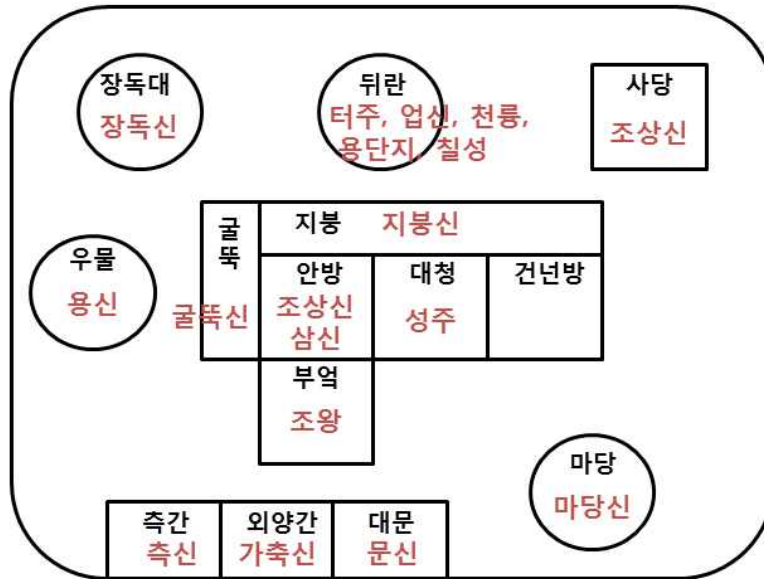 장독대
장독신
뒤란
터주, 업신, 천륭,
용단지, 칠성
사당
조상신
우물
용신
굴뚝
굴뚝신
지붕 지붕신
안방
조상신
삼신
대청
성주
건넌방
부엌
조왕
마당
마당신
측간
측신
외양간
가축신
대문
문신